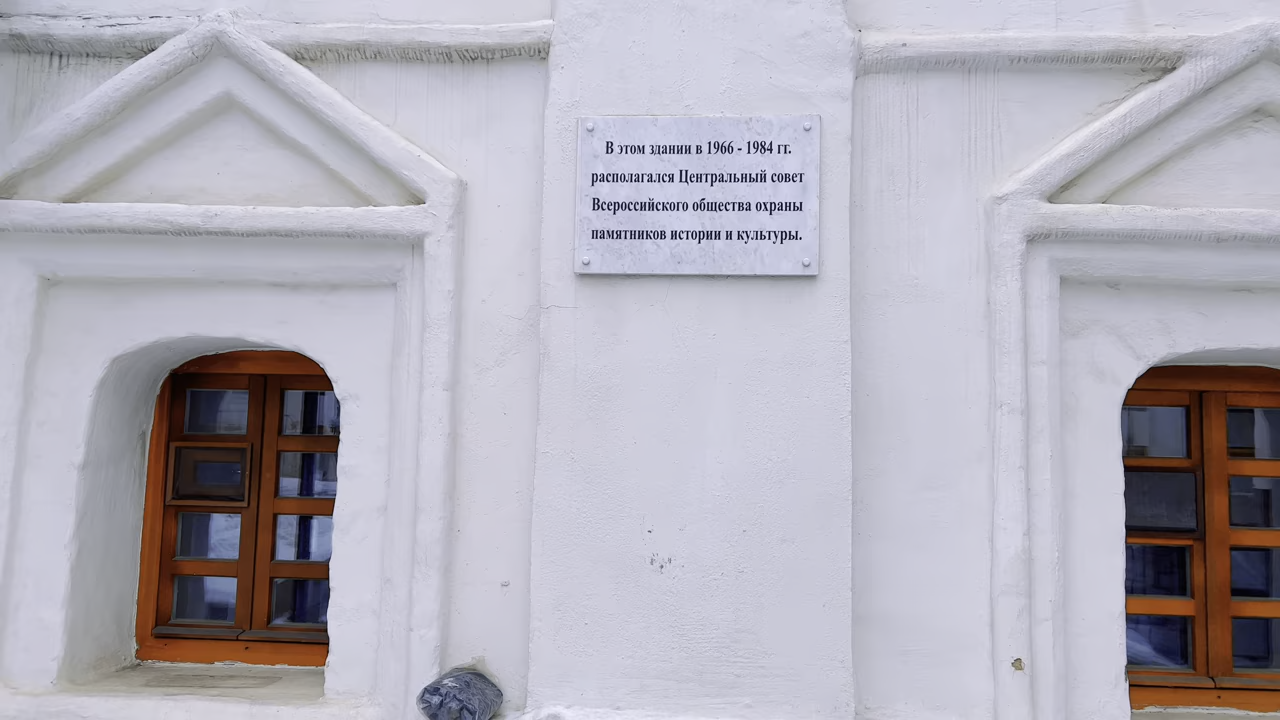 В этом здании в 1966 - 1984 гг.
располагался Центральный совет
Всероссийского общества охраны
памятников истории и культуры.